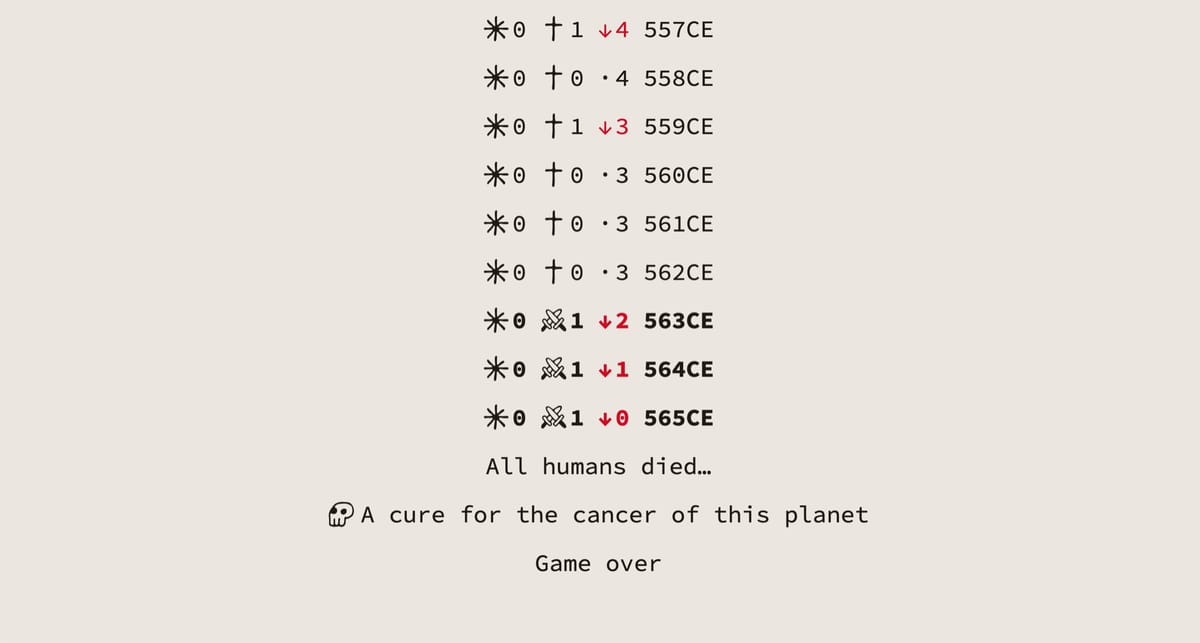 ✳0 †1 ↓4 557CE
✳0 †0 ·4 558CE
✳0 †1 ↓3 559CE
✳0 †0 ·3 560CE
✳0 †0 ·3 561CE
✳0 †0 ·3 562CE
✳0 ⚔1 ↓2 563CE
✳0 ⚔1 ↓1 564CE
✳0 ⚔1 ↓0 565CE
All humans died…
A cure for the cancer of this planet
Game over